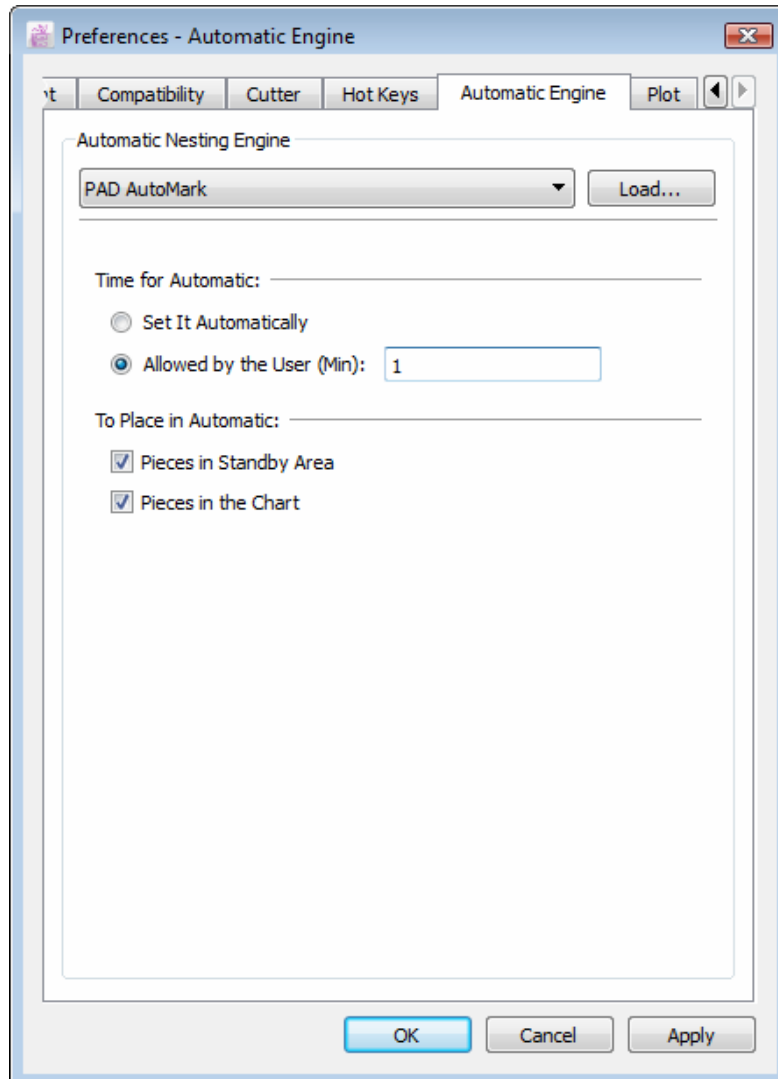 Preferences - Automatic Engine
Compatibility Cutter Hot Keys Automatic Engine Plot
Automatic Nesting Engine
PAD AutoMark Load...
Time for Automatic:
Set It Automatically
Allowed by the User (Min): 1
To Place in Automatic:
Pieces in Standby Area
Pieces in the Chart
OK Cancel Apply